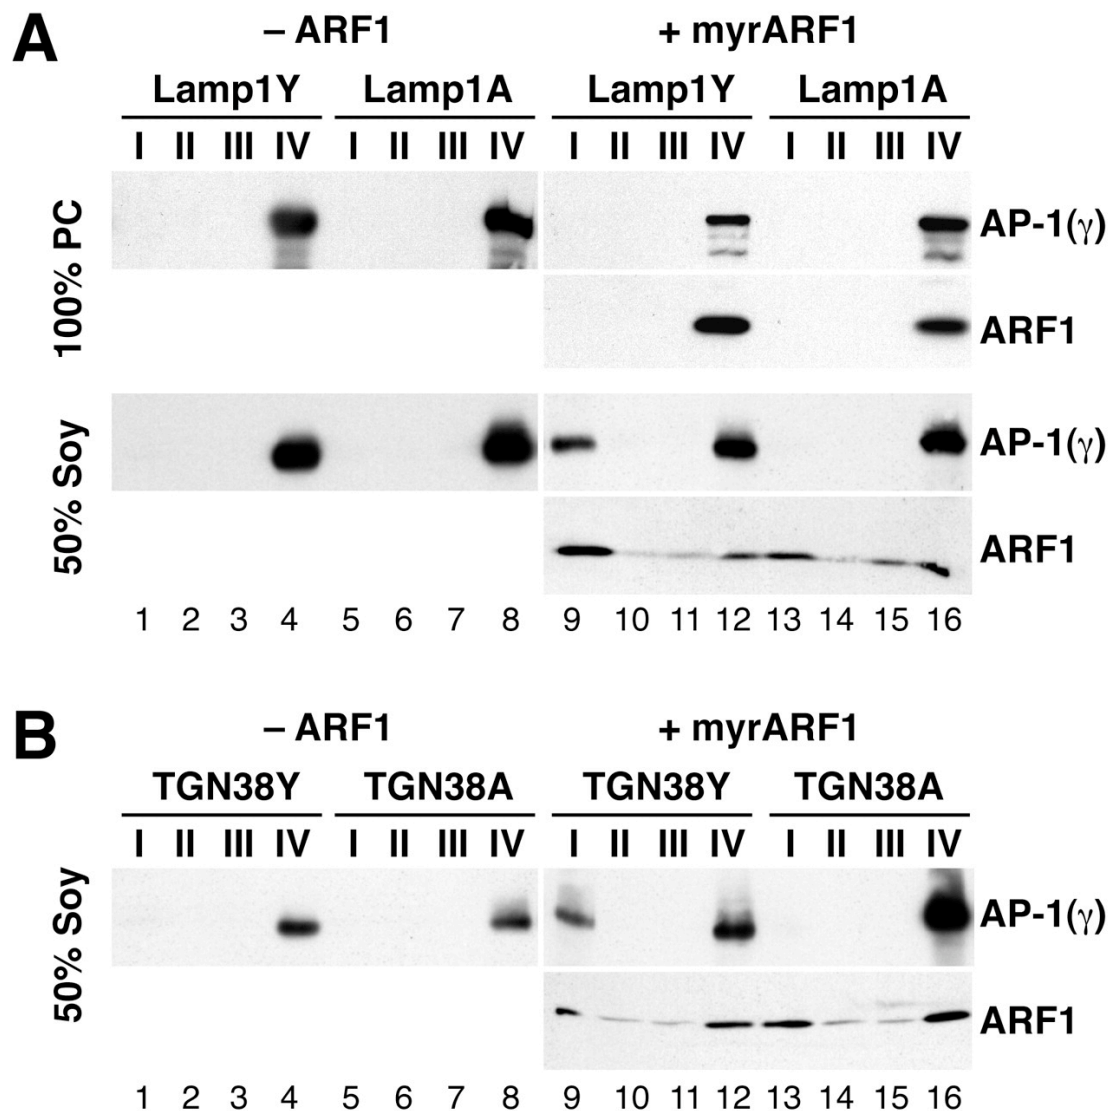 A
– ARF1 + myrARF1
Lamp1Y Lamp1A Lamp1Y Lamp1A
I II III IV I II III IV I II III IV I II III IV
100% PC
AP-1(γ)
ARF1
50% Soy
AP-1(γ)
ARF1
1 2 3 4 5 6 7 8 9 10 11 12 13 14 15 16
B
– ARF1 + myrARF1
TGN38Y TGN38A TGN38Y TGN38A
I II III IV I II III IV I II III IV I II III IV
50% Soy
AP-1(γ)
ARF1
1 2 3 4 5 6 7 8 9 10 11 12 13 14 15 16